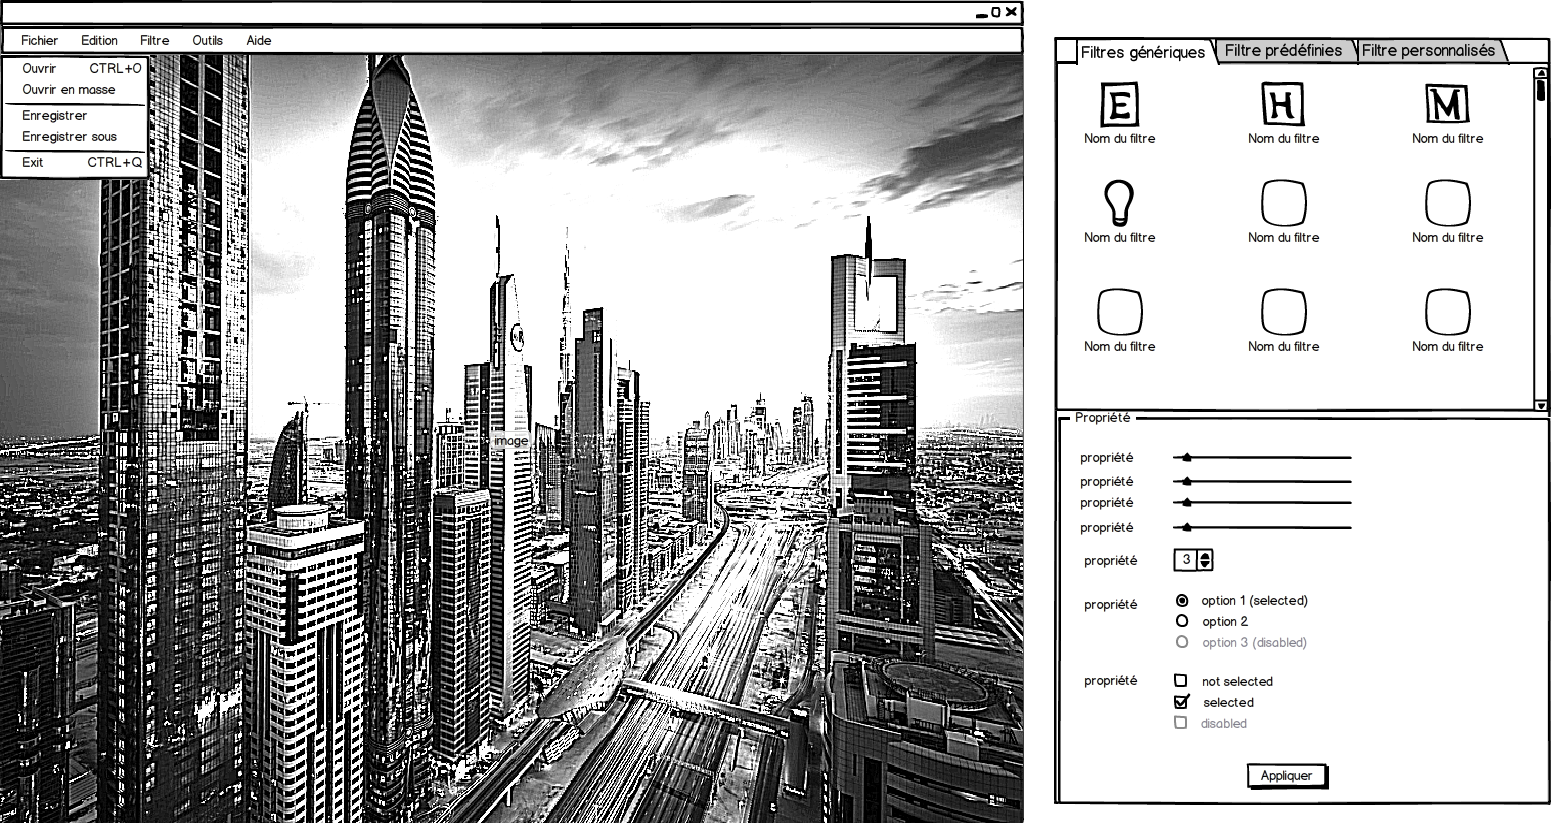 Fichier Edition Filtre Outils Aide
Ouvrir CTRL+O
Ouvrir en masse
Enregistrer
Enregistrer sous
Exit CTRL+Q
image
Filtres génériques Filtre prédéfinies Filtre personnalisés
E H M
Nom du filtre Nom du filtre Nom du filtre
Nom du filtre Nom du filtre Nom du filtre
Nom du filtre Nom du filtre Nom du filtre
Propriété
propriété
propriété
propriété
propriété
propriété 3
propriété option 1 (selected)
option 2
option 3 (disabled)
propriété not selected
selected
disabled
Appliquer